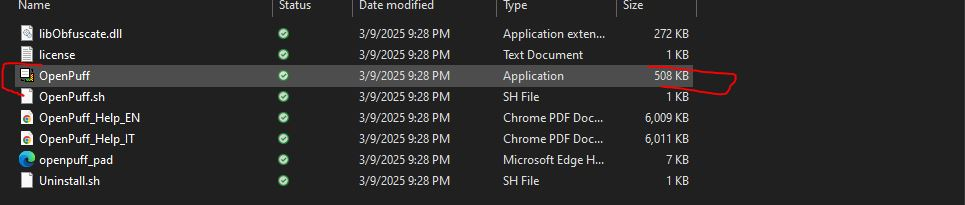 Name Status Date modified Type Size
libObfuscate.dll 3/9/2025 9:28 PM Application exten... 272 KB
license 3/9/2025 9:28 PM Text Document 1 KB
OpenPuff 3/9/2025 9:28 PM Application 508 KB
OpenPuff.sh 3/9/2025 9:28 PM SH File 1 KB
OpenPuff_Help_EN 3/9/2025 9:28 PM Chrome PDF Doc... 6,009 KB
OpenPuff_Help_IT 3/9/2025 9:28 PM Chrome PDF Doc... 6,011 KB
openpuff_pad 3/9/2025 9:28 PM Microsoft Edge H... 7 KB
Uninstall.sh 3/9/2025 9:28 PM SH File 1 KB